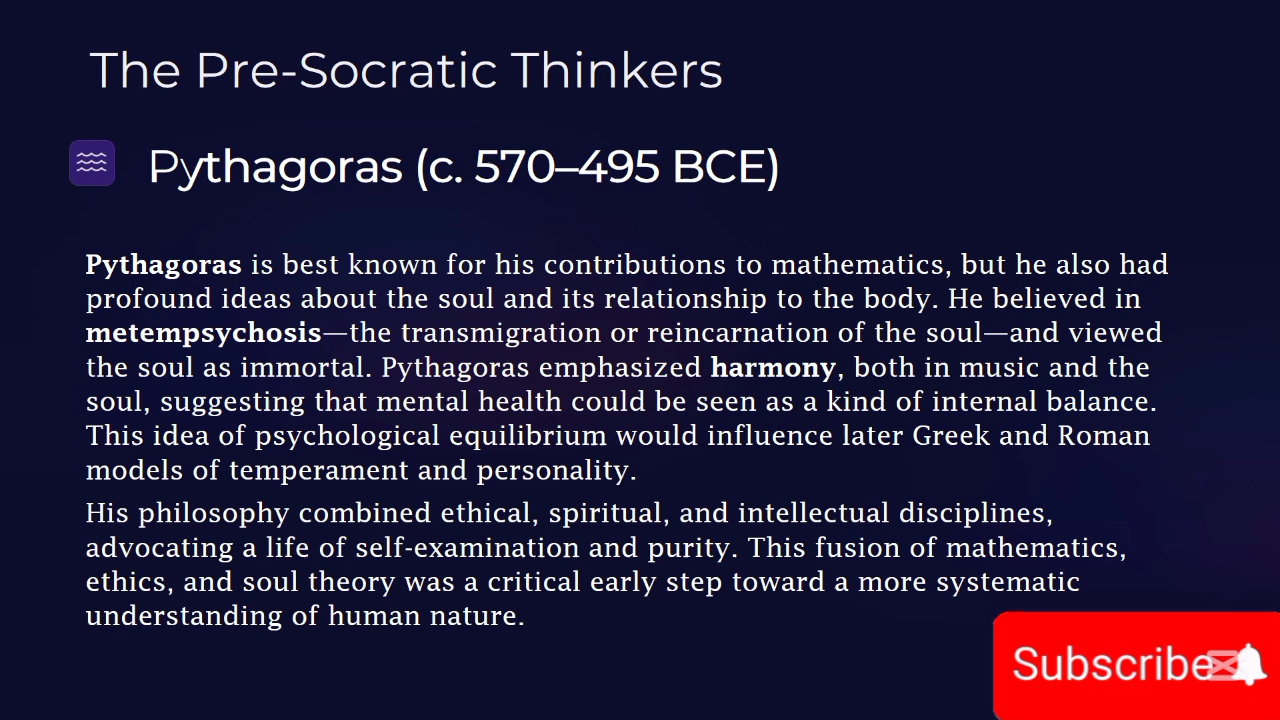 The Pre-Socratic Thinkers
Pythagoras (c. 570–495 BCE)
Pythagoras is best known for his contributions to mathematics, but he also had
profound ideas about the soul and its relationship to the body. He believed in
metempsychosis—the transmigration or reincarnation of the soul—and viewed
the soul as immortal. Pythagoras emphasized harmony, both in music and the
soul, suggesting that mental health could be seen as a kind of internal balance.
This idea of psychological equilibrium would influence later Greek and Roman
models of temperament and personality.
His philosophy combined ethical, spiritual, and intellectual disciplines,
advocating a life of self-examination and purity. This fusion of mathematics,
ethics, and soul theory was a critical early step toward a more systematic
understanding of human nature.
Subscribe